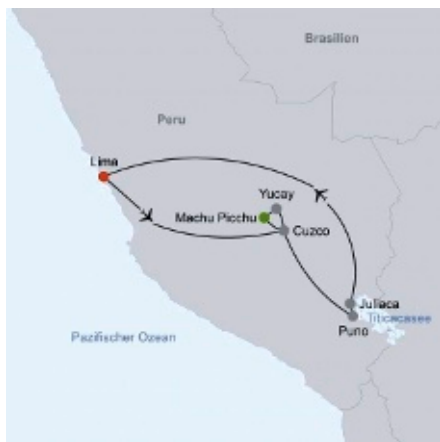 Brasilien
Peru
Lima
Yucay
Machu Picchu
Cuzco
Juliaca
Titicacasee
Puno
Pazifischer Ozean